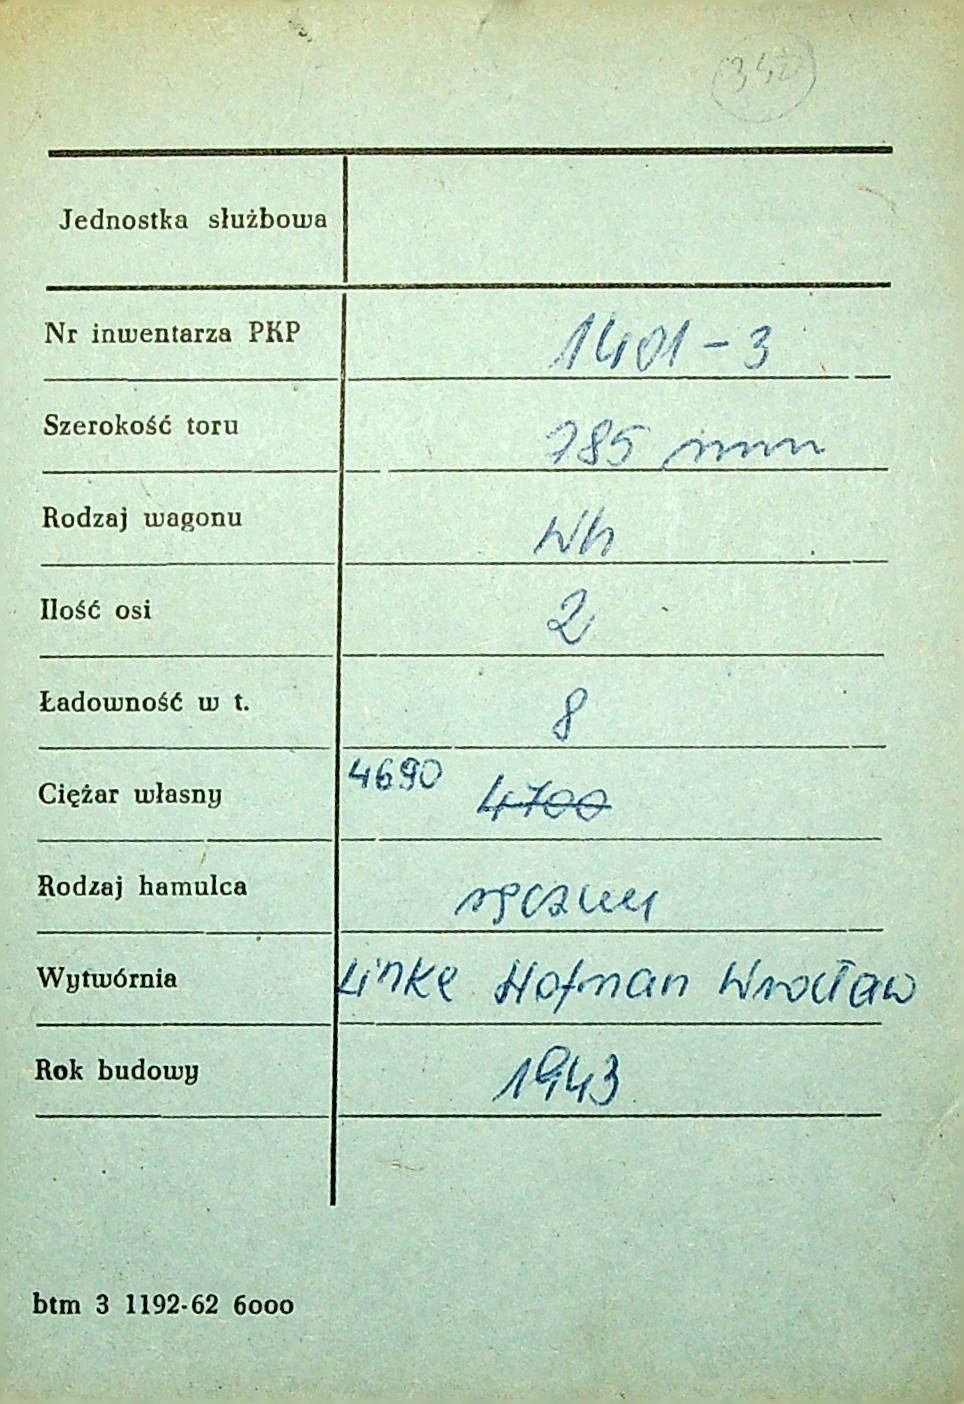 Jednostka służbowa
Nr inwentarza PKP 1401-3
Szerokość toru 785 mm
Rodzaj wagonu Wh
Ilość osi 2
Ładowność w t. 8
Ciężar własny 4690 4700
Rodzaj hamulca ręczny
Wytwórnia Linke Hofman Wrocław
Rok budowy 1943
btm 3 1192-62 6000